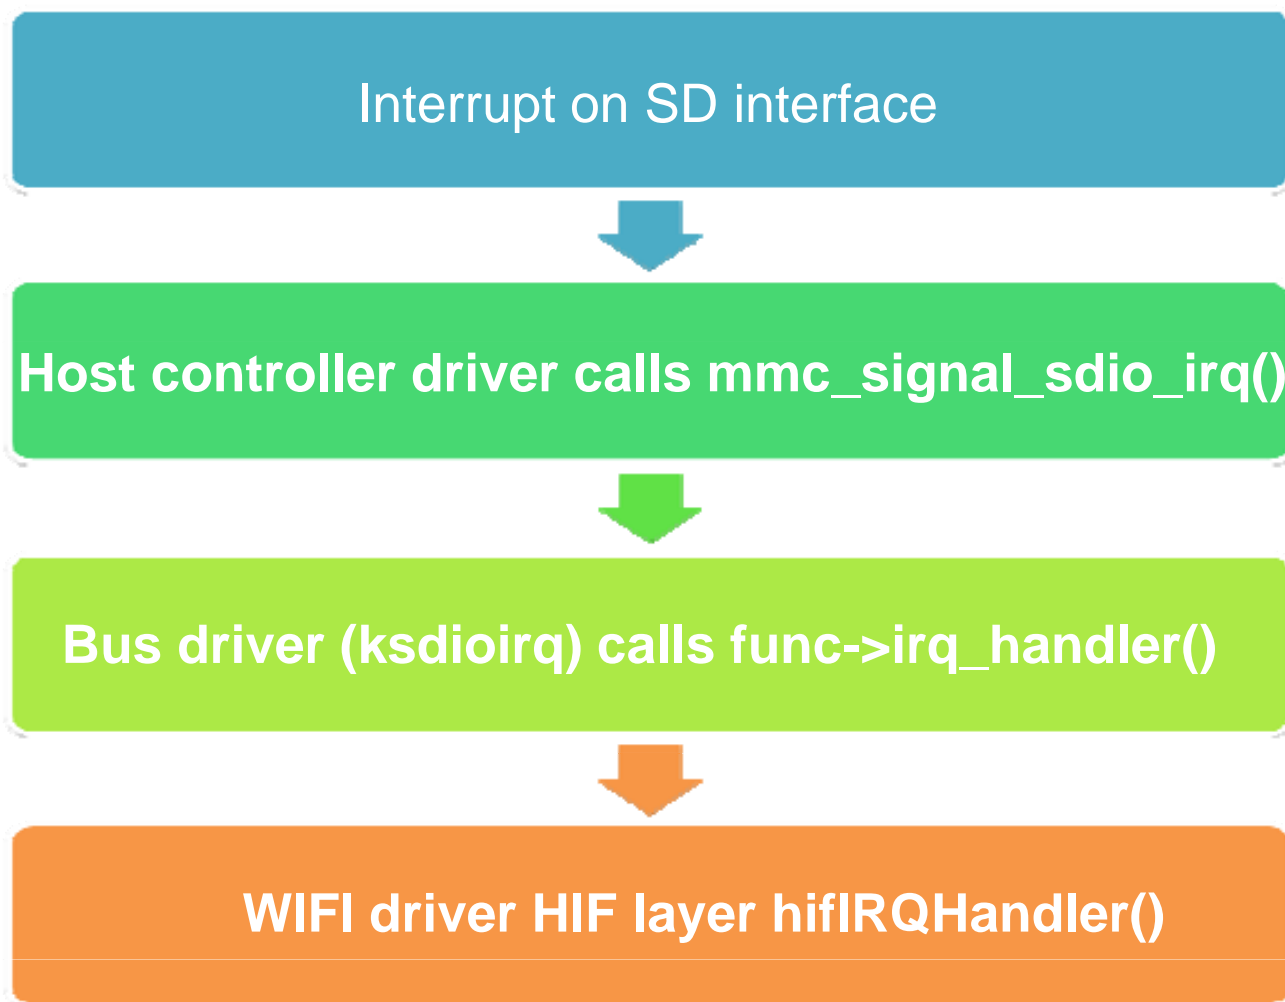 Interrupt on SD interface
Host controller driver calls mmc_signal_sdio_irq()
Bus driver (ksdioirq) calls func->irq_handler()
WIFI driver HIF layer hifIRQHandler()